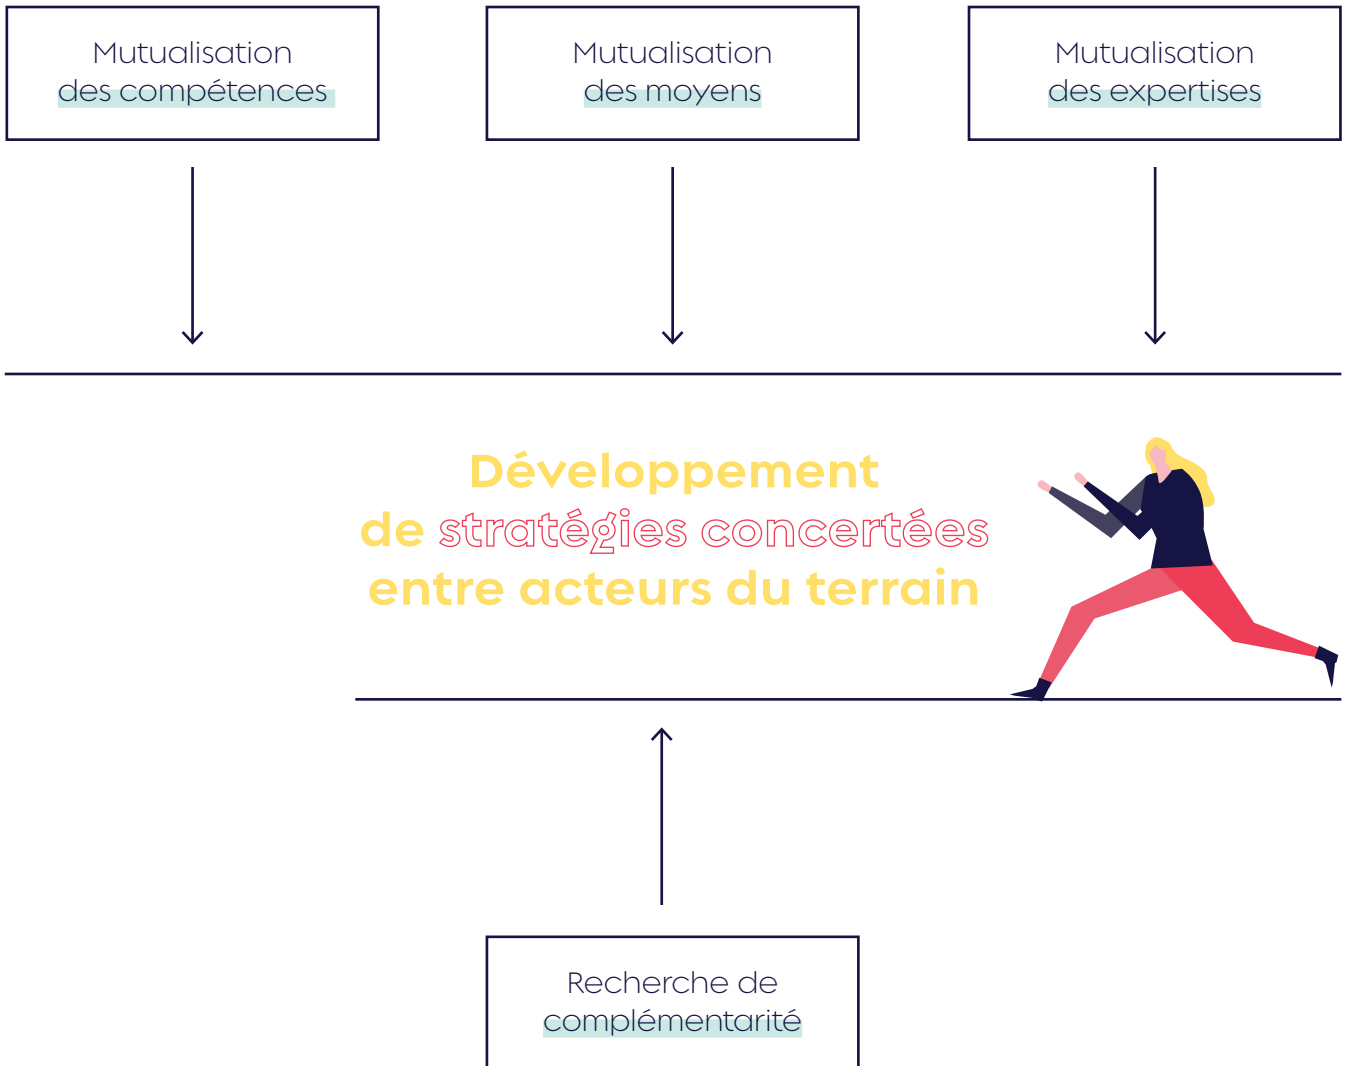 Mutualisation
des compétences
Mutualisation
des moyens
Mutualisation
des expertises
Développement
de stratégies concertées
entre acteurs du terrain
Recherche de
complémentarité